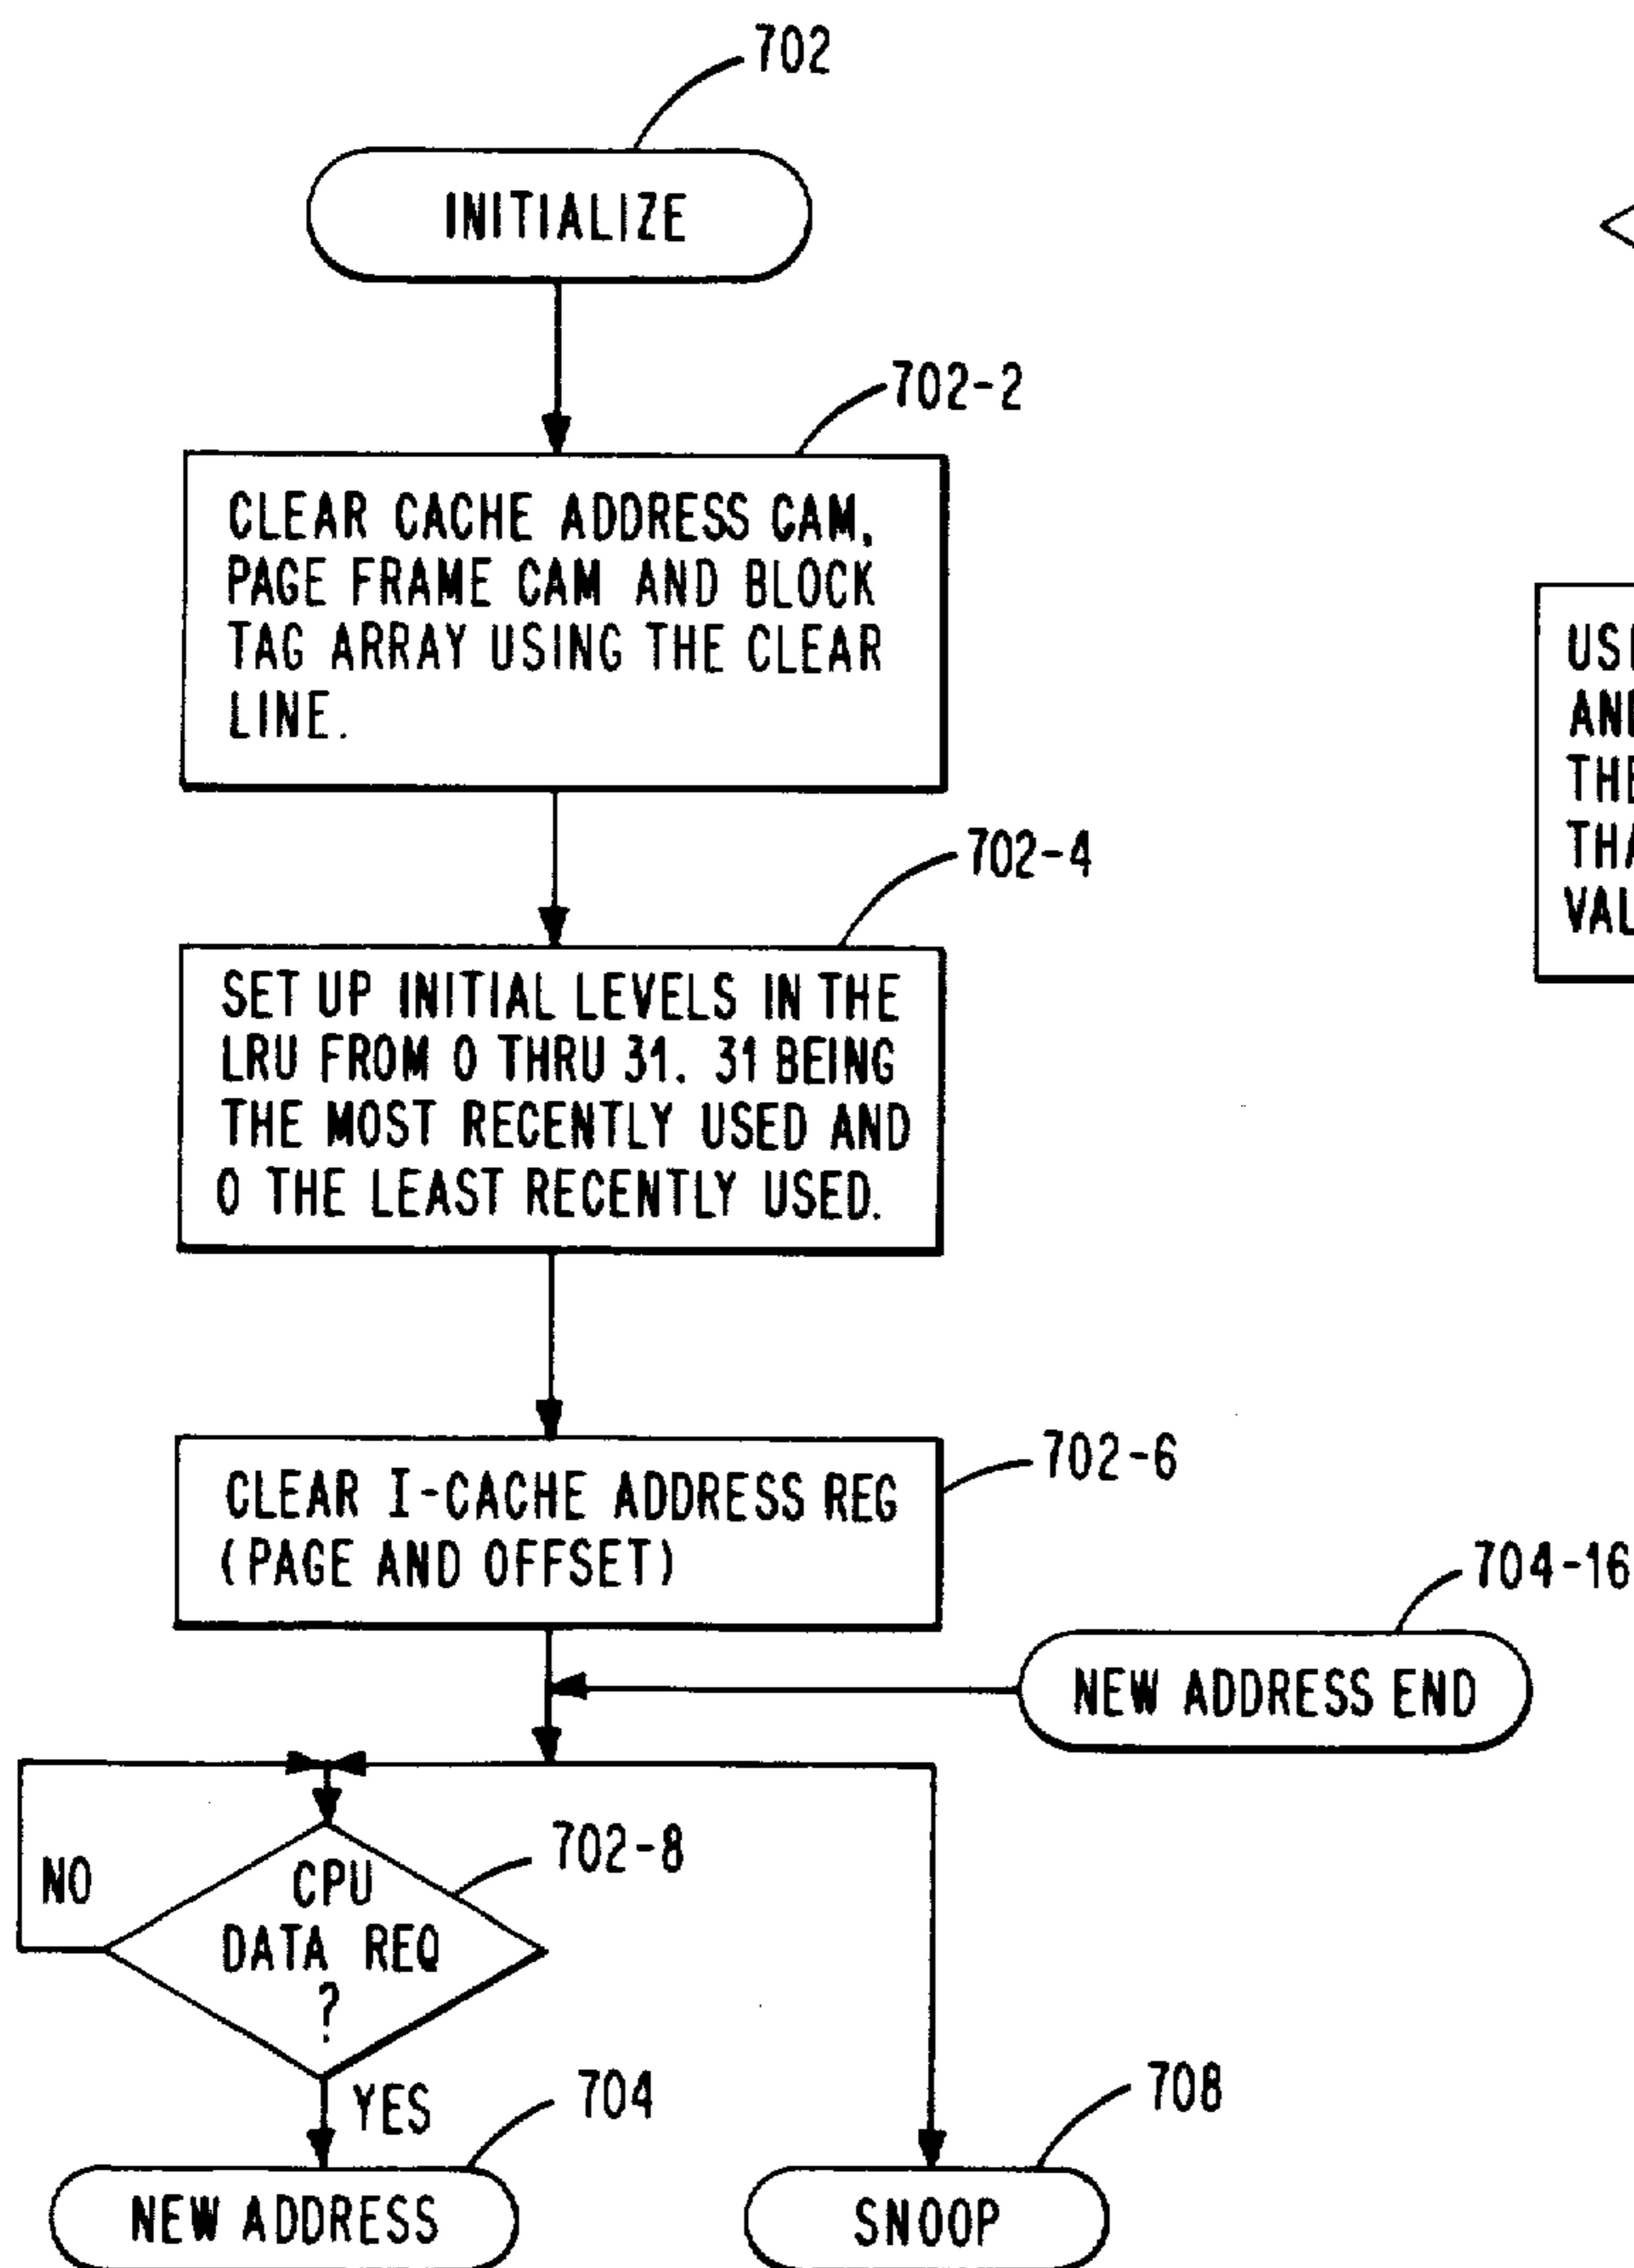 702
INITIALIZE
702-2
CLEAR CACHE ADDRESS CAM,
PAGE FRAME CAM AND BLOCK
TAG ARRAY USING THE CLEAR
LINE.
702-4
SET UP INITIAL LEVELS IN THE
LRU FROM 0 THRU 31. 31 BEING
THE MOST RECENTLY USED AND
0 THE LEAST RECENTLY USED.
702-6
CLEAR I-CACHE ADDRESS REG
(PAGE AND OFFSET)
704-16
NEW ADDRESS END
NO
702-8
CPU
DATA REQ
?
YES
704
NEW ADDRESS
708
SNOOP